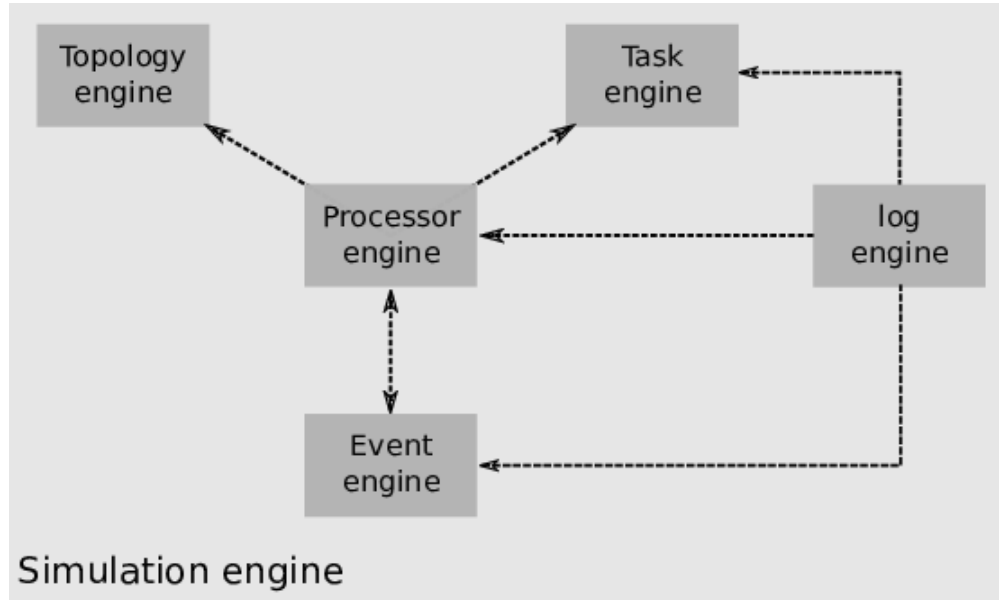 Topology
engine
Task
engine
Processor
engine
log
engine
Event
engine
Simulation engine